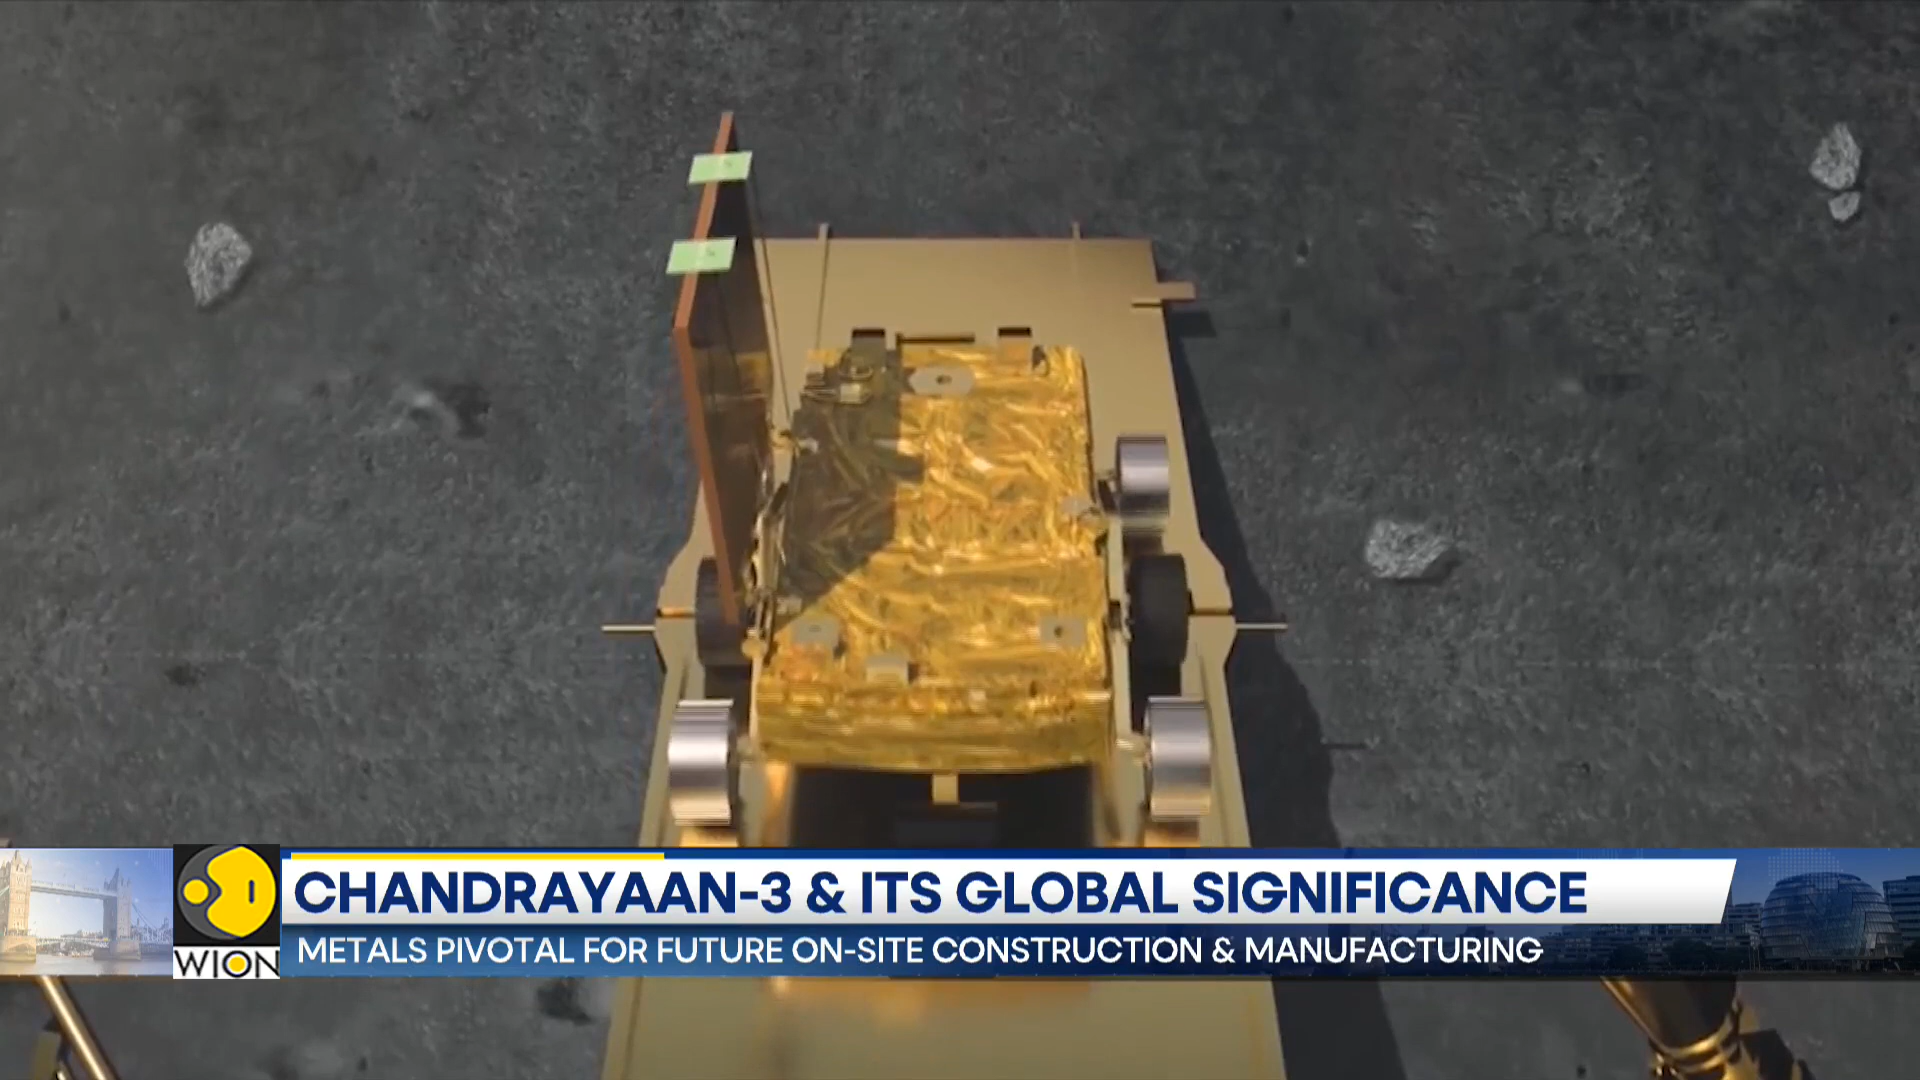 CHANDRAYAAN-3 & ITS GLOBAL SIGNIFICANCE
METALS PIVOTAL FOR FUTURE ON-SITE CONSTRUCTION & MANUFACTURING
WION